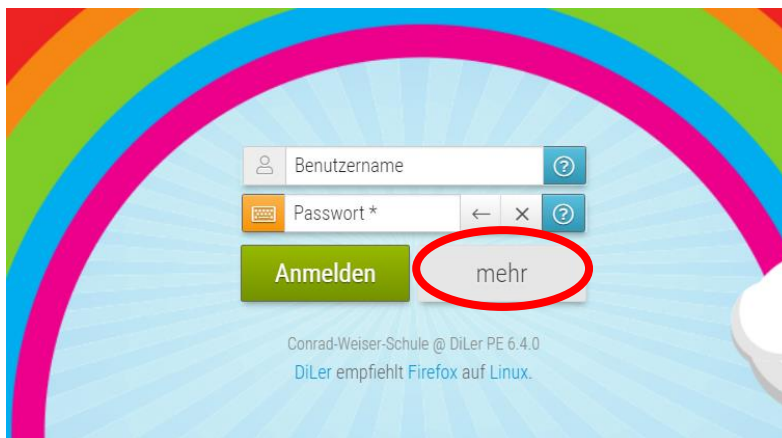 Benutzername
Passwort *
Anmelden mehr
Conrad-Weiser-Schule @ DiLer PE 6.4.0
DiLer empfiehlt Firefox auf Linux.